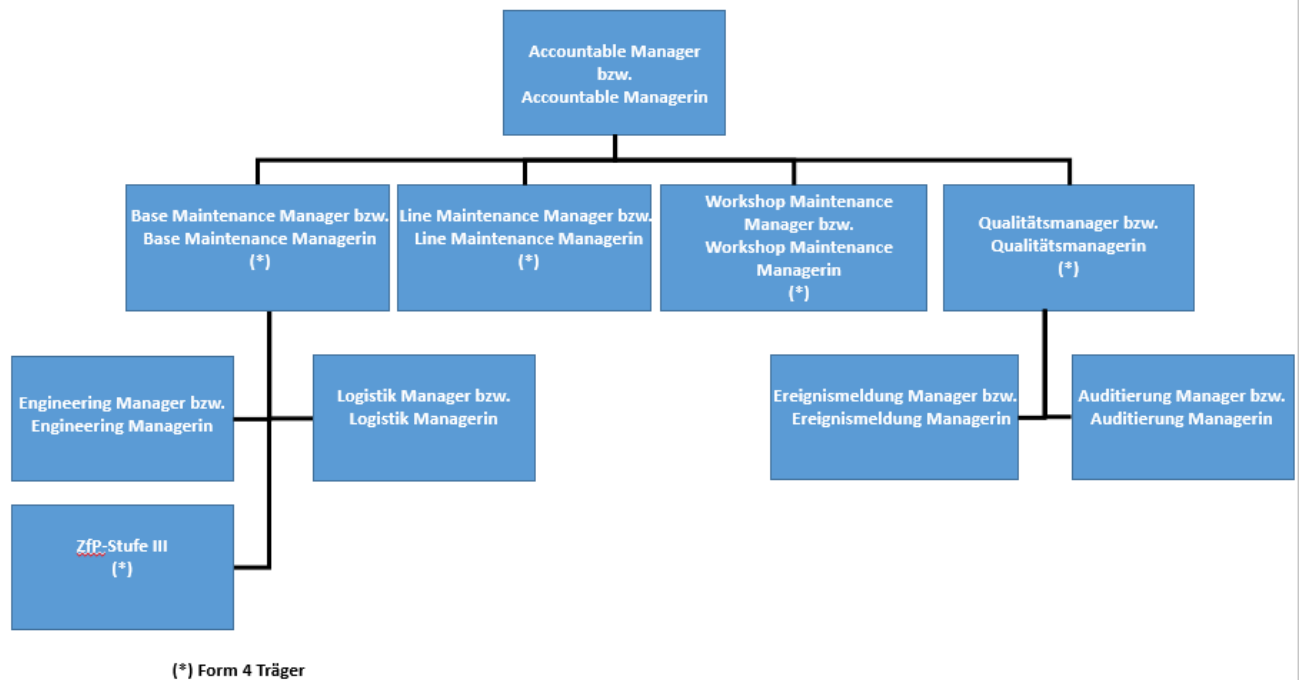 Accountable Manager
bzw.
Accountable Managerin
Base Maintenance Manager bzw.
Base Maintenance Managerin
(*)
Line Maintenance Manager bzw.
Line Maintenance Managerin
(*)
Workshop Maintenance
Manager bzw.
Workshop Maintenance
Managerin
(*)
Qualitätsmanager bzw.
Qualitätsmanagerin
(*)
Engineering Manager bzw.
Engineering Managerin
Logistik Manager bzw.
Logistik Managerin
Ereignismeldung Manager bzw.
Ereignismeldung Managerin
Auditierung Manager bzw.
Auditierung Managerin
ZfP-Stufe III
(*)
(*) Form 4 Träger